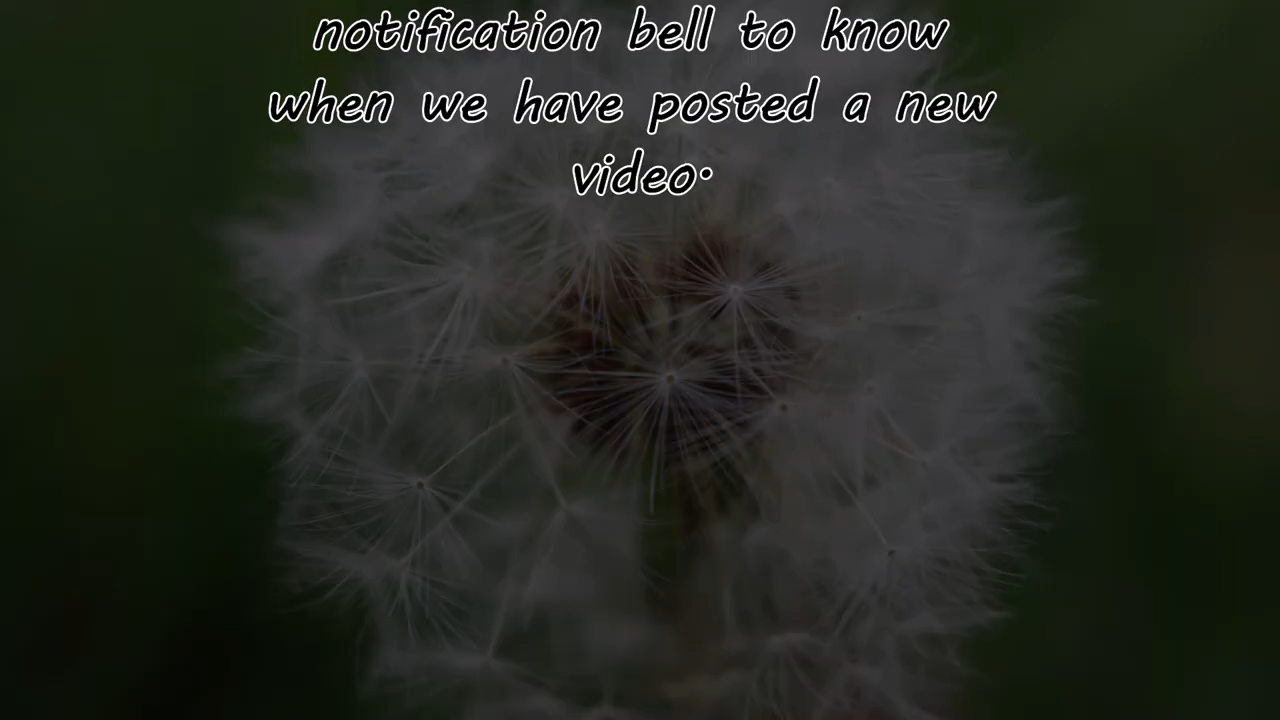 notification bell to know
when we have posted a new
video.